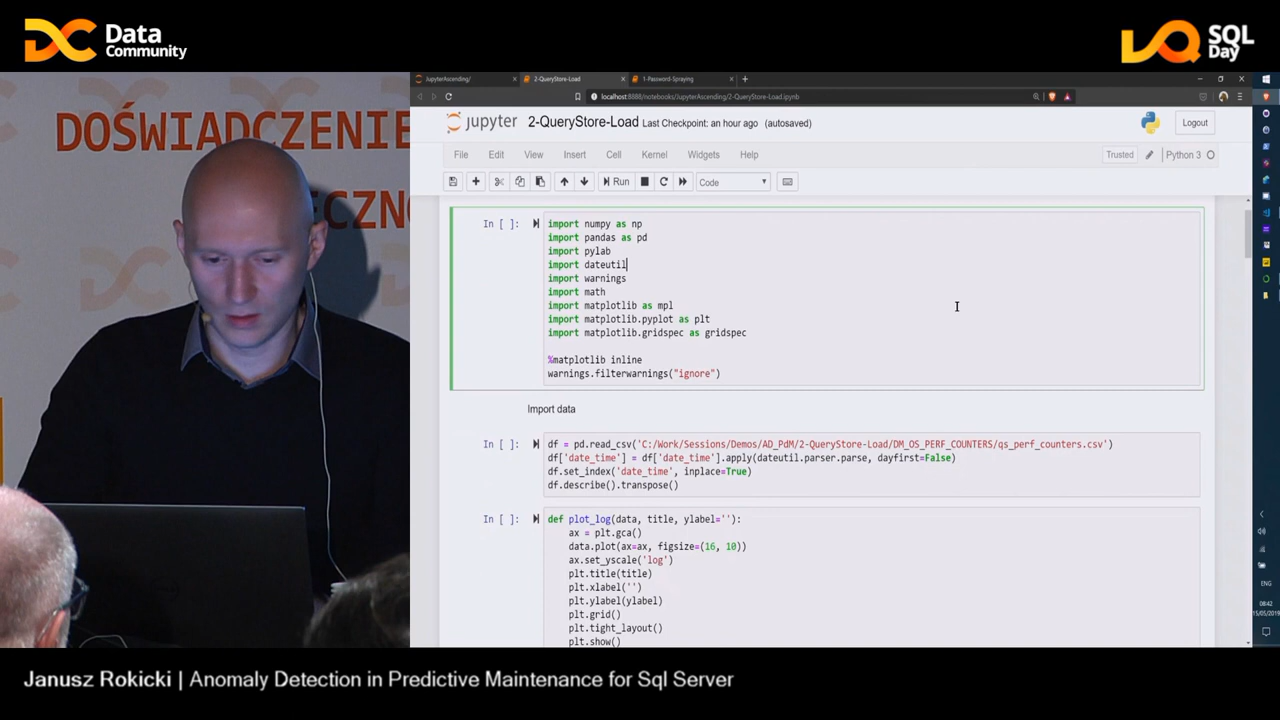 Data
Community
SQL
Day
DOŚWIADCZENIE
ECZN
JupyterAscending/
2-QueryStore-Load
1-Password-Spraying
localhost:8888/notebooks/JupyterAscending/2-QueryStore-Load.ipynb
jupyter 2-QueryStore-Load Last Checkpoint: an hour ago (autosaved)
Logout
File Edit View Insert Cell Kernel Widgets Help
Trusted
Python 3
Run
Code
In [ ]:
import numpy as np
import pandas as pd
import pylab
import dateutil
import warnings
import math
import matplotlib as mpl
import matplotlib.pyplot as plt
import matplotlib.gridspec as gridspec
%matplotlib inline
warnings.filterwarnings("ignore")
Import data
In [ ]:
df = pd.read_csv('C:/Work/Sessions/Demos/AD_PdM/2-QueryStore-Load/DM_OS_PERF_COUNTERS/qs_perf_counters.csv')
df['date_time'] = df['date_time'].apply(dateutil.parser.parse, dayfirst=False)
df.set_index('date_time', inplace=True)
df.describe().transpose()
In [ ]:
def plot_log(data, title, ylabel=''):
ax = plt.gca()
data.plot(ax=ax, figsize=(16, 10))
ax.set_yscale('log')
plt.title(title)
plt.xlabel('')
plt.ylabel(ylabel)
plt.grid()
plt.tight_layout()
plt.show()
ENG
08:42
15/05/2019
Janusz Rokicki | Anomaly Detection in Predictive Maintenance for Sql Server